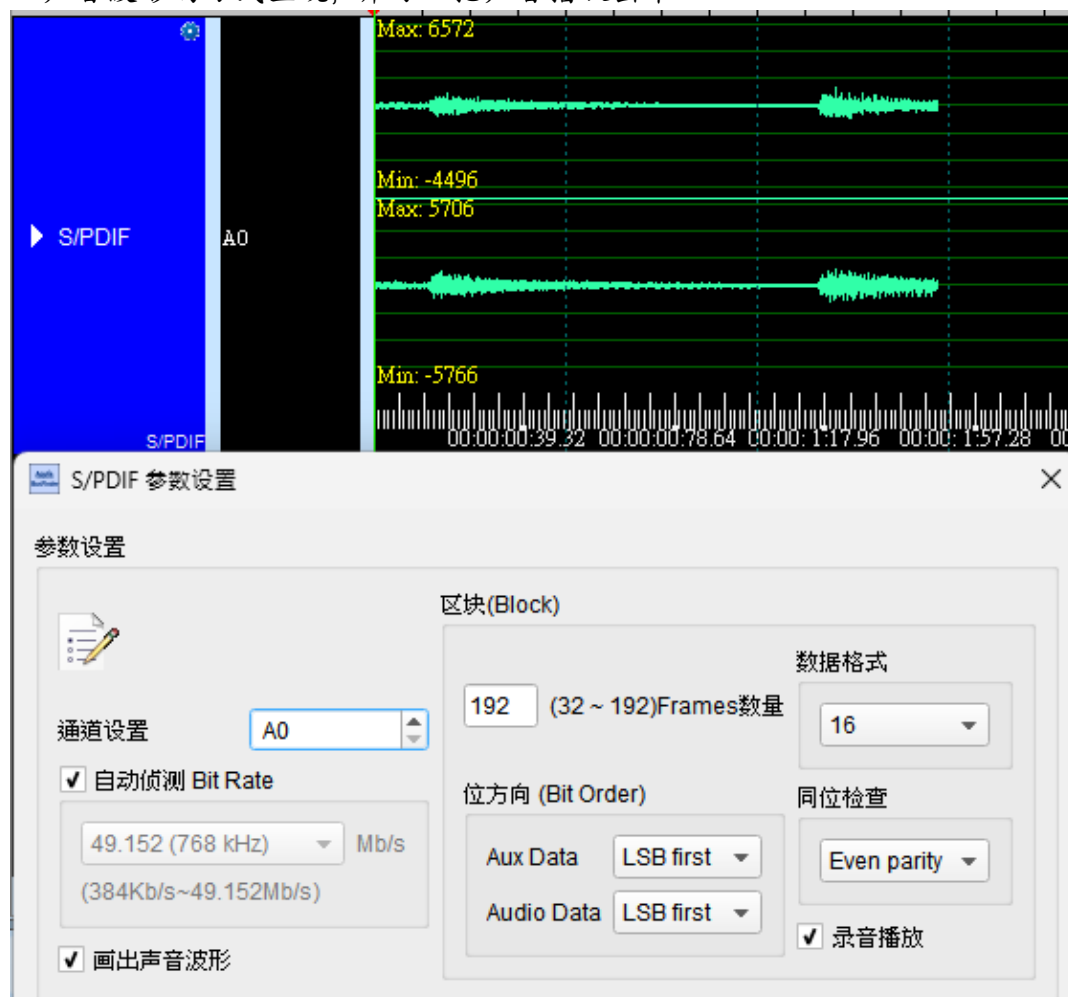 Max: 6572
Min: -4496
Max: 5706
S/PDIF
A0
Min: -5766
00:00:00:39.32 00:00:00:78.64 00:00: 1:17.96 00:00: 1:57.28
S/PDIF
S/PDIF 参数设置
参数设置
区块(Block)
数据格式
192 (32 ~ 192)Frames数量
16
通道设置 A0
自动侦测 Bit Rate
位方向 (Bit Order)
同位检查
49.152 (768 kHz) Mb/s
Aux Data LSB first
Even parity
(384Kb/s~49.152Mb/s)
Audio Data LSB first
录音播放
画出声音波形